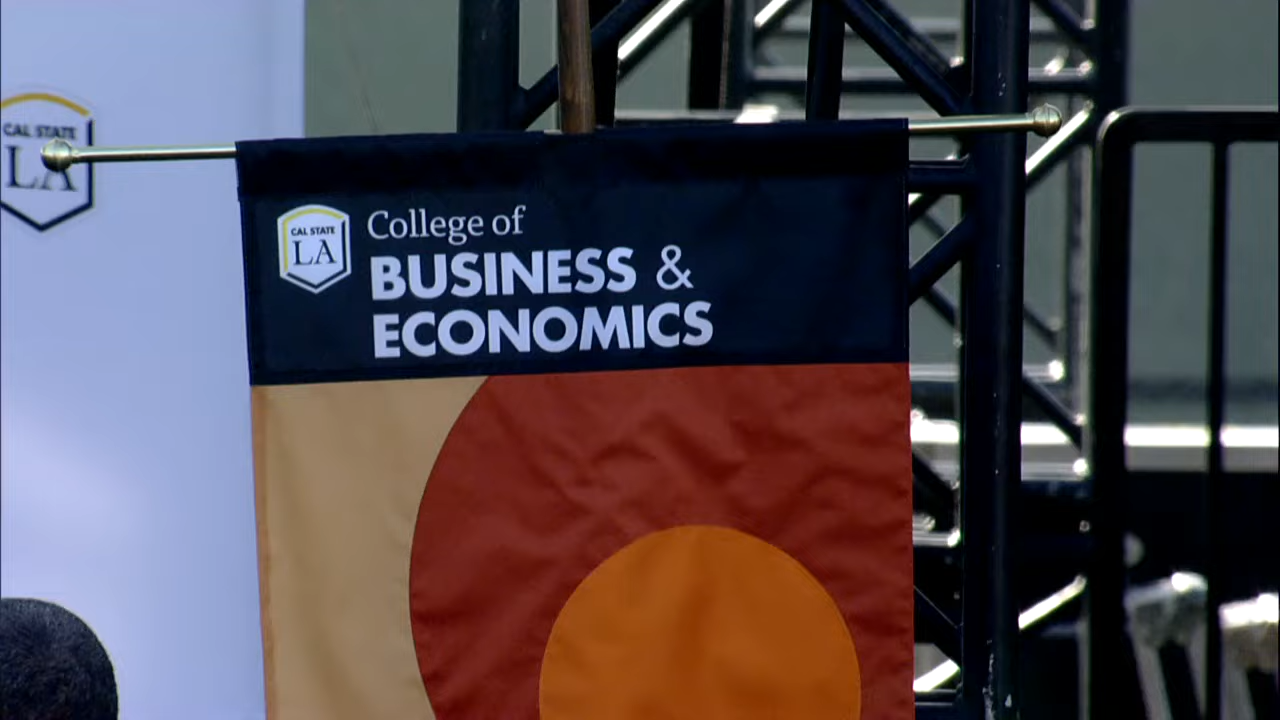 CAL STATE
LA
CAL STATE
LA
College of
BUSINESS &
ECONOMICS